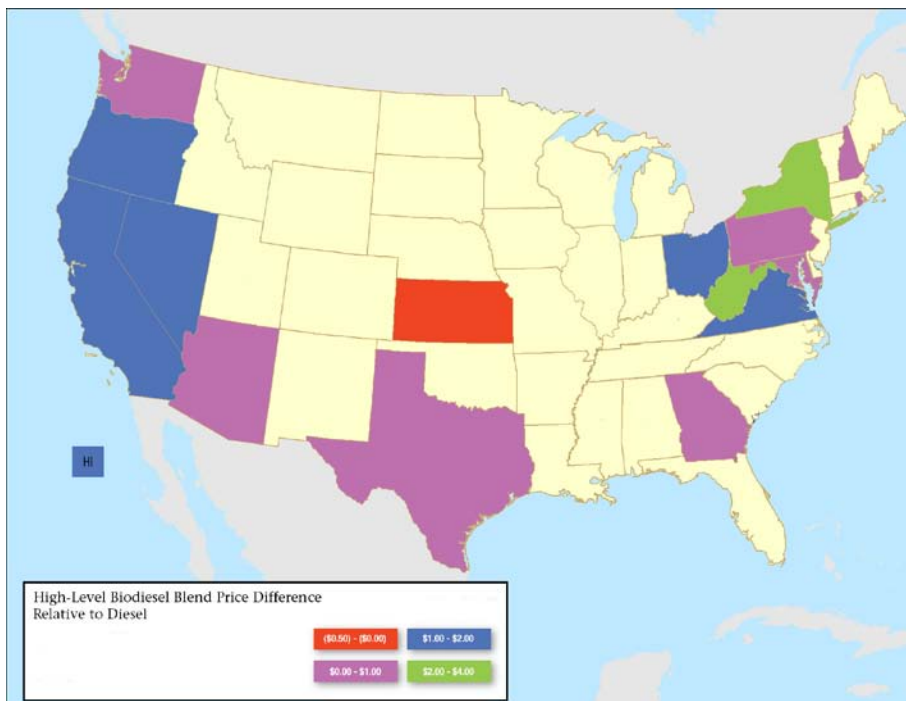 HI
High-Level Biodiesel Blend Price Difference
Relative to Diesel
($0.50) - ($0.00)
$1.00 - $2.00
$0.00 - $1.00
$2.00 - $4.00